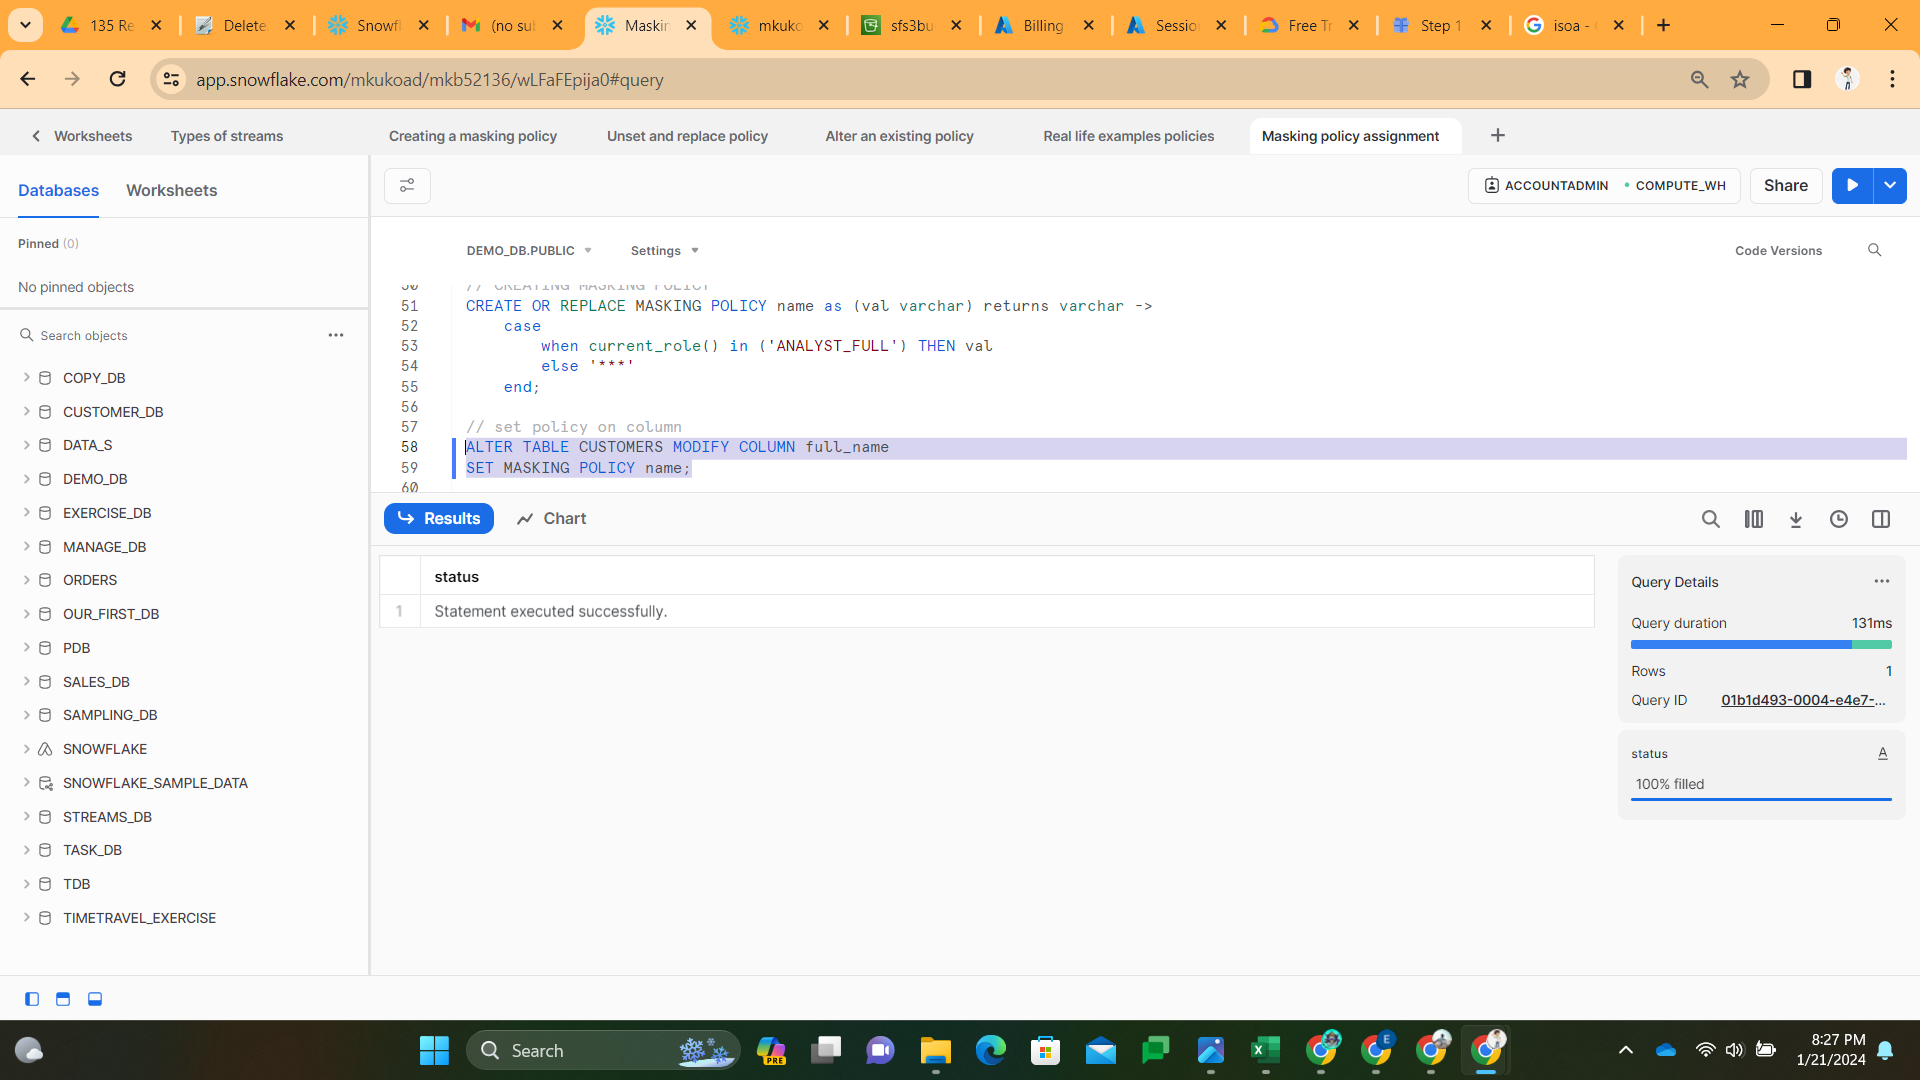 135 Re
Delete
Snowfl
(no sul
Maskin
mkuko
sfs3bu
Billing
Sessio
Free Tr
Step 1
isoa -
app.snowflake.com/mkukoad/mkb52136/wLFaFEpija0#query
Worksheets
Types of streams
Creating a masking policy
Unset and replace policy
Alter an existing policy
Real life examples policies
Masking policy assignment
Databases
Worksheets
ACCOUNTADMIN
COMPUTE_WH
Share
Pinned (0)
No pinned objects
DEMO_DB.PUBLIC
Settings
Code Versions
Search objects
COPY_DB
CUSTOMER_DB
DATA_S
DEMO_DB
EXERCISE_DB
MANAGE_DB
ORDERS
OUR_FIRST_DB
PDB
SALES_DB
SAMPLING_DB
SNOWFLAKE
SNOWFLAKE_SAMPLE_DATA
STREAMS_DB
TASK_DB
TDB
TIMETRAVEL_EXERCISE
50 // CREATING MASKING POLICY
51 CREATE OR REPLACE MASKING POLICY name as (val varchar) returns varchar ->
52 case
53 when current_role() in ('ANALYST_FULL') THEN val
54 else '***'
55 end;
56
57 // set policy on column
58 ALTER TABLE CUSTOMERS MODIFY COLUMN full_name
59 SET MASKING POLICY name;
60
Results
Chart
status
1 Statement executed successfully.
Query Details
Query duration 131ms
Rows 1
Query ID 01b1d493-0004-e4e7-...
status A
100% filled
Search
PRE
E
8:27 PM
1/21/2024